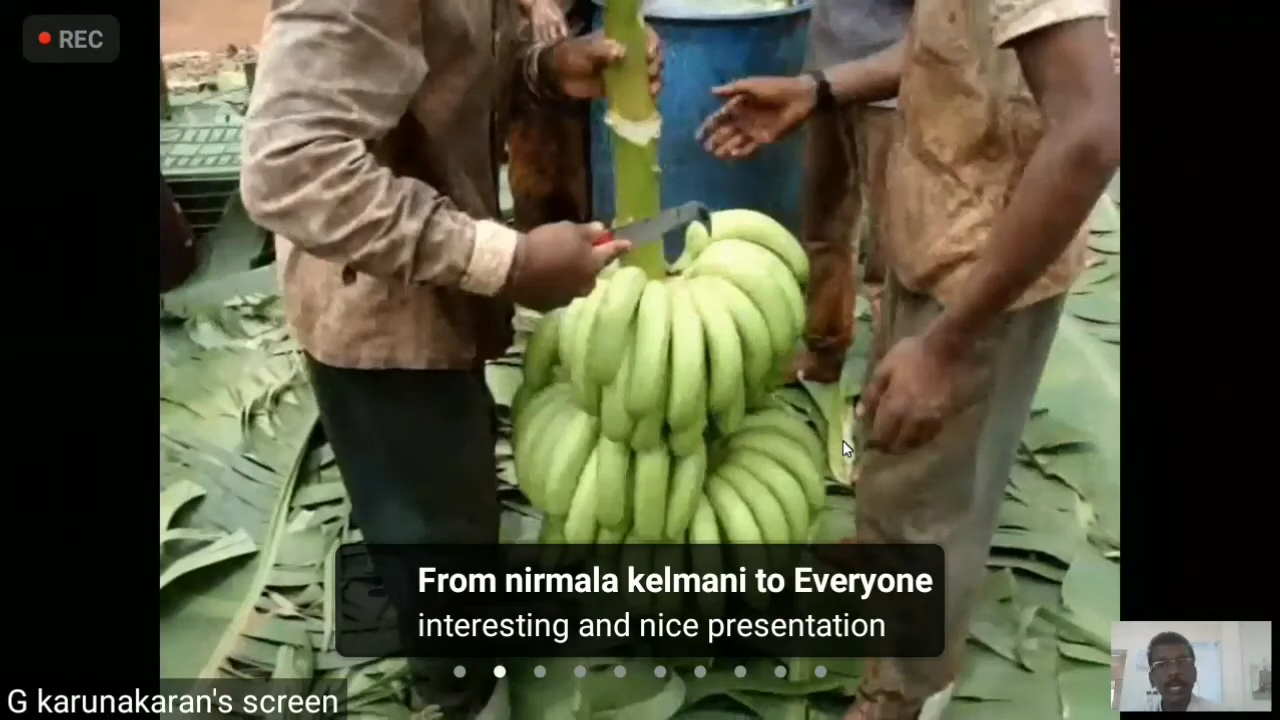 REC
From nirmala kelmani to Everyone
interesting and nice presentation
G karunakaran's screen